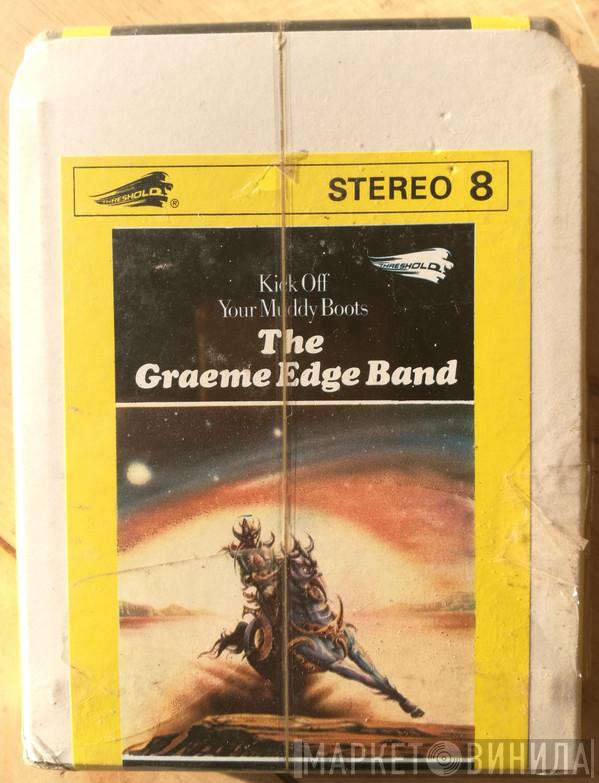 THRESHOLD ®
STEREO 8
THRESHOLD
Kick Off
Your Muddy Boots
The
Graeme Edge Band
МАРКЕТ ВИНИЛА